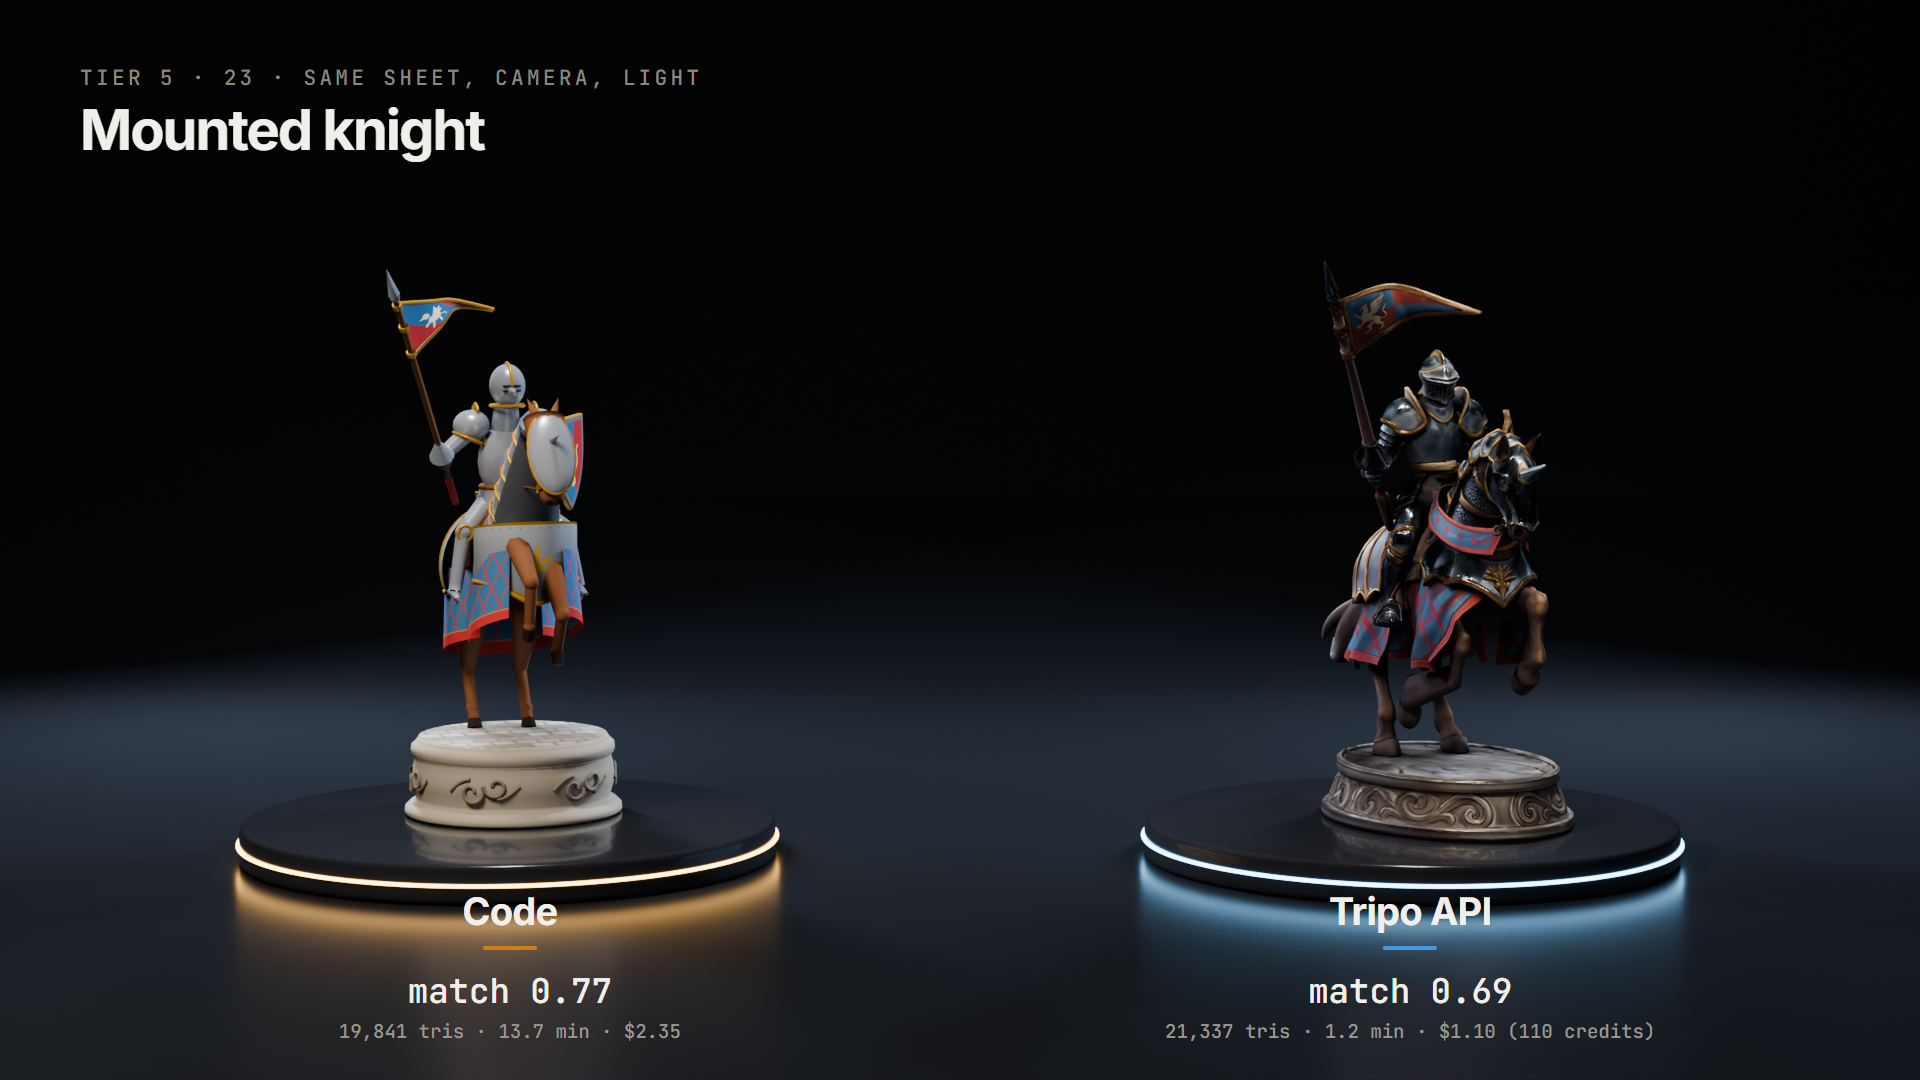 TIER 5 · 23 · SAME SHEET, CAMERA, LIGHT
Mounted knight
Code
match 0.77
19,841 tris · 13.7 min · $2.35
Tripo API
match 0.69
21,337 tris · 1.2 min · $1.10 (110 credits)